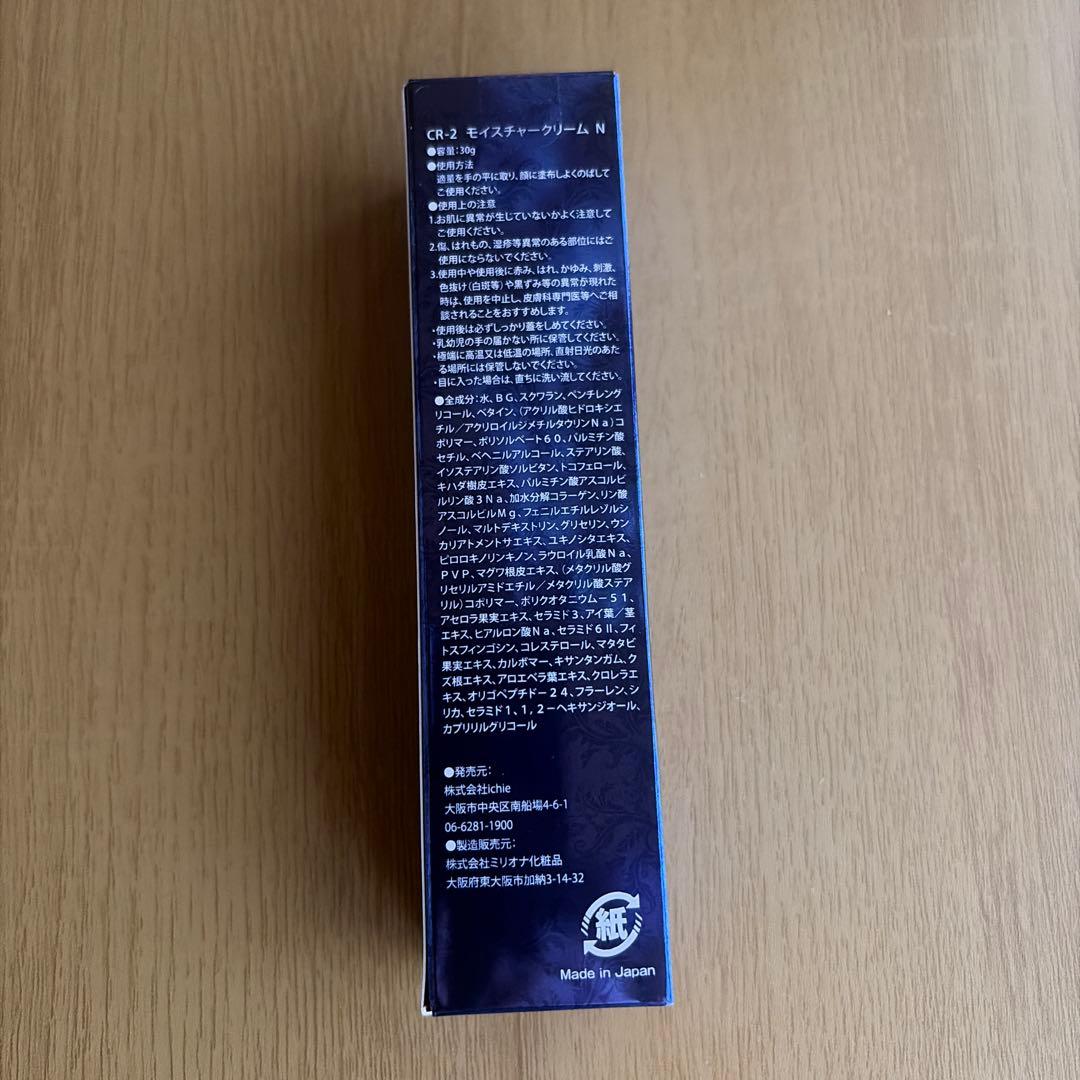 CR-2 モイスチャークリーム N
●容量:30g
●使用方法
適量を手の平に取り、顔に塗布しよくのばして
ご使用ください。
●使用上の注意
1.お肌に異常が生じていないかよく注意して
ご使用ください。
2.傷、はれもの、湿疹等異常のある部位にはご
使用にならないでください。
3.使用中や使用後に赤み、はれ、かゆみ、刺激、
色抜け(白斑等)や黒ずみ等の異常が現れた
時は、使用を中止し、皮膚科専門医等へご相
談されることをおすすめします。
・使用後は必ずしっかり蓋をしめてください。
・乳幼児の手の届かない所に保管してください。
・極端に高温又は低温の場所、直射日光のあた
る場所には保管しないでください。
・目に入った場合は、直ちに洗い流してください。
●全成分:水、BG、スクワラン、ペンチレング
リコール、ベタイン、(アクリル酸ヒドロキシエ
チル/アクリロイルジメチルタウリンNa)コ
ポリマー、ポリソルベート60、パルミチン酸
セチル、ベヘニルアルコール、ステアリン酸、
イソステアリン酸ソルビタン、トコフェロール、
キハダ樹皮エキス、パルミチン酸アスコルビ
ルリン酸3Na、加水分解コラーゲン、リン酸
アスコルビルMg、フェニルエチルレゾルシ
ノール、マルトデキストリン、グリセリン、ウン
カリアトメントサエキス、ユキノシタエキス、
ピロロキノリンキノン、ラウロイル乳酸Na、
PVP、マグワ根皮エキス、(メタクリル酸グ
リセリルアミドエチル/メタクリル酸ステア
リル)コポリマー、ポリクオタニウム-51、
アセロラ果実エキス、セラミド3、アイ葉/茎
エキス、ヒアルロン酸Na、セラミド6Ⅱ、フィ
トスフィンゴシン、コレステロール、マタタビ
果実エキス、カルボマー、キサンタンガム、ク
ズ根エキス、アロエベラ葉エキス、クロレラエ
キス、オリゴペプチド-24、フラーレン、シ
リカ、セラミド1、1,2-ヘキサンジオール、
カプリリルグリコール
●発売元:
株式会社ichie
大阪市中央区南船場4-6-1
06-6281-1900
●製造販売元:
株式会社ミリオナ化粧品
大阪府東大阪市加納3-14-32
紙
Made in Japan